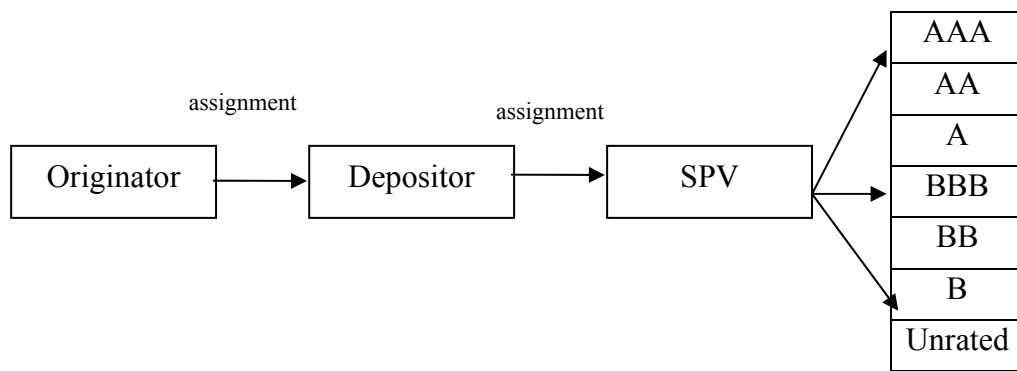 assignment
assignment
Originator
Depositor
SPV
AAA
AA
A
BBB
BB
B
Unrated